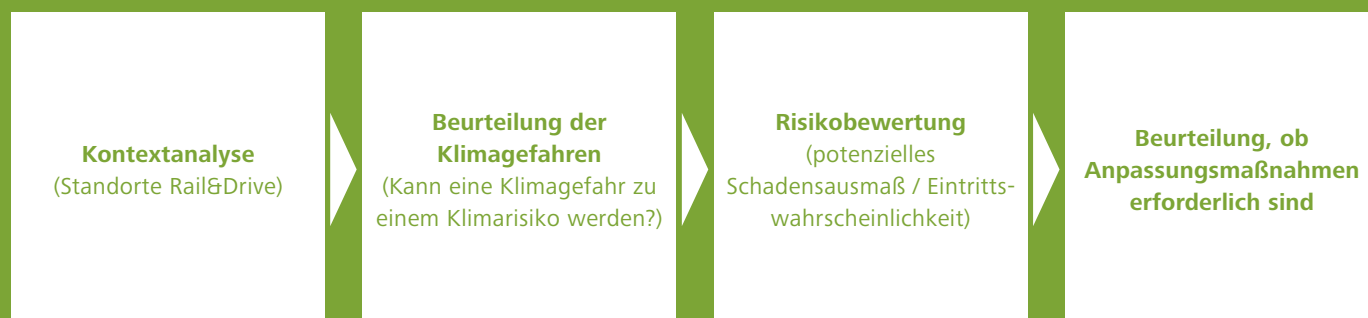 Kontextanalyse
(Standorte Rail&Drive)
Beurteilung der
Klimagefahren
(Kann eine Klimagefahr zu
einem Klimarisiko werden?)
Risikobewertung
(potenzielles
Schadensausmaß / Eintritts-
wahrscheinlichkeit)
Beurteilung, ob
Anpassungsmaßnahmen
erforderlich sind